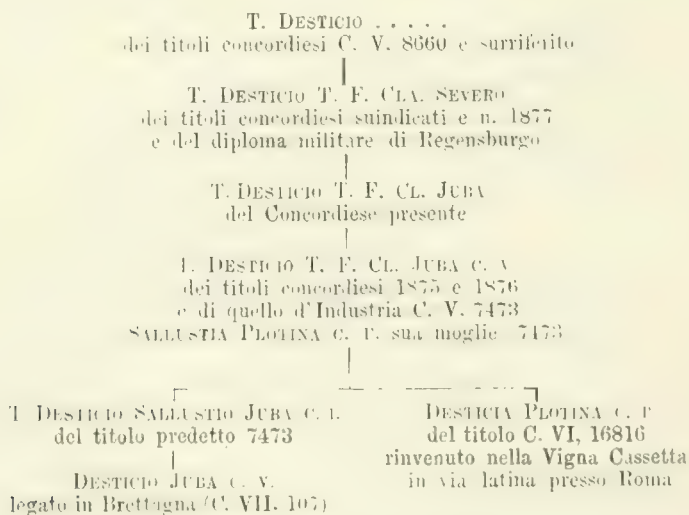 T. DESTICIO . . . . .
dei titoli concordiesi C. V. 8660 e surriferito
T. DESTICIO T. F. CLA. SEVERO
dei titoli concordiesi suindicati e n. 1877
e del diploma militare di Regensburgo
T. DESTICIO T. F. CL. JUBA
del Concordiese presente
T. DESTICIO T. F. CL. JUBA C. V
dei titoli concordiesi 1875 e 1876
e di quello d'Industria C. V. 7473
SALLUSTIA PLOTINA C. F. sua moglie 7473
T DESTICIO SALLUSTIO JUBA C.
del titolo predetto 7473
DESTICIO JUBA C. V.
legato in Brettagna (C. VII. 107)
DESTICIA PLOTINA C. F
del titolo C. VI, 16816
rinvenuto nella Vigna Cassetta
in via latina presso Roma